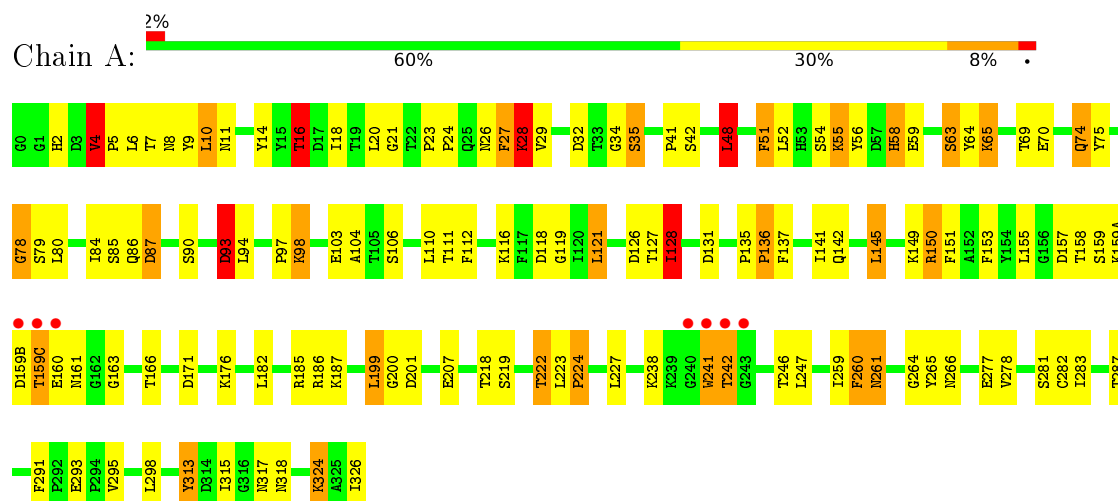 2%
Chain A:
60% 30% 8% •
G0 G1 H2 D3 V4 P5 L6 I7 N8 Y9 L10 N11 Y14 Y15 T16 D17 I18 T19 L20 G21 T22 P23 P24 Q25 N26 F27 K28 V29 D32 T33 G34 S35 P41 S42 L48 F51 L52 H53 S54 K55 Y56 D57 H58 E59 S63 Y64 K65 T69 E70 Q74 Y75
G78 S79 L80 I84 S85 Q86 D87 S90 D93 L94 P97 K98 E103 A104 T105 S106 L110 T111 F112 K116 F117 D118 G119 I120 L121 D126 T127 I128 D131 P135 P136 F137 I141 Q142 L145 K149 R150 F151 A152 F153 Y154 L155 G156 D157 T158 S159 K159A
D159B T159C E160 N161 G162 G163 T166 D171 K176 L182 R185 R186 K187 L199 G200 D201 E207 T218 S219 T222 L223 P224 L227 K238 K239 G240 W241 T242 G243 T246 L247 I259 F260 N261 G264 Y265 N266 E277 V278 S281 C282 I283 T287
F291 P292 E293 P294 V295 L298 Y313 D314 I315 G316 N317 N318 K324 A325 I326